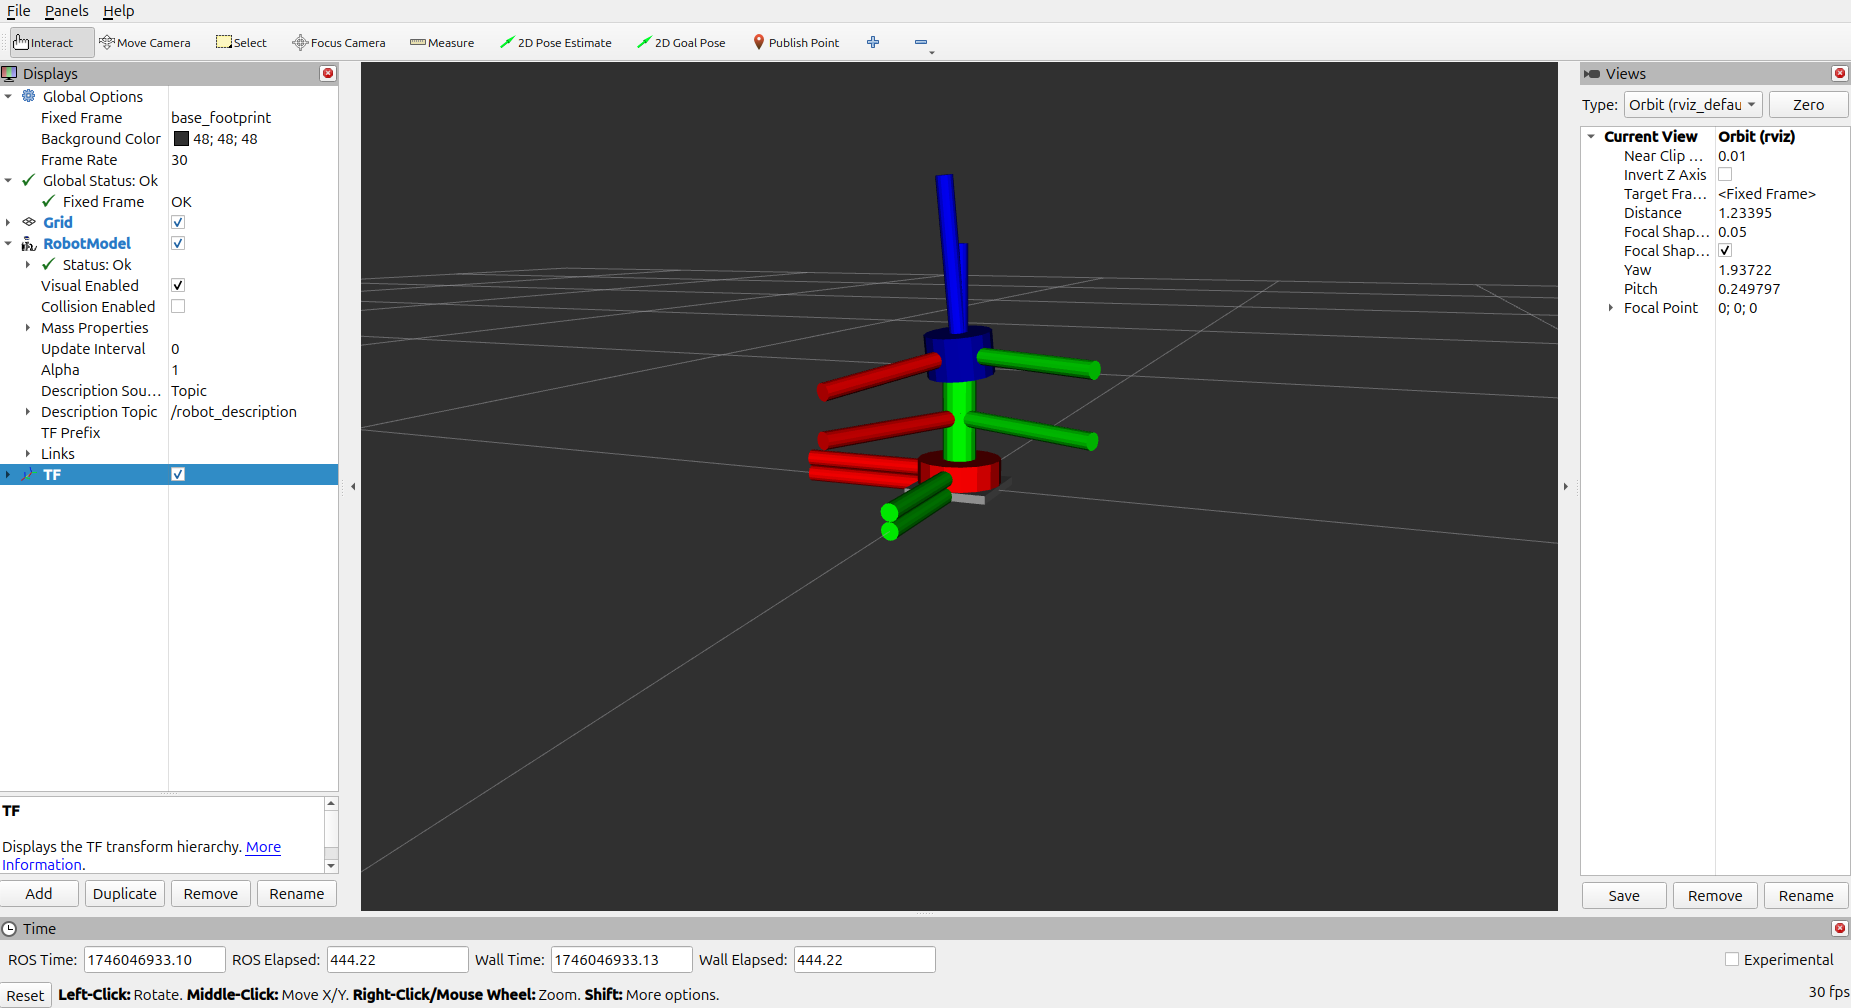 File Panels Help
Interact Move Camera Select Focus Camera Measure 2D Pose Estimate 2D Goal Pose Publish Point
Displays
Global Options
Fixed Frame base_footprint
Background Color 48; 48; 48
Frame Rate 30
Global Status: Ok
Fixed Frame OK
Grid
RobotModel
Status: Ok
Visual Enabled
Collision Enabled
Mass Properties
Update Interval 0
Alpha 1
Description Sou... Topic
Description Topic /robot_description
TF Prefix
Links
TF
TF
Displays the TF transform hierarchy. More
Information.
Add Duplicate Remove Rename
Views
Type: Orbit (rviz_defau Zero
Current View Orbit (rviz)
Near Clip ... 0.01
Invert Z Axis
Target Fra... <Fixed Frame>
Distance 1.23395
Focal Shap... 0.05
Focal Shap...
Yaw 1.93722
Pitch 0.249797
Focal Point 0; 0; 0
Save Remove Rename
Time
ROS Time: 1746046933.10 ROS Elapsed: 444.22 Wall Time: 1746046933.13 Wall Elapsed: 444.22 Experimental
Reset Left-Click: Rotate. Middle-Click: Move X/Y. Right-Click/Mouse Wheel: Zoom. Shift: More options. 30 fps